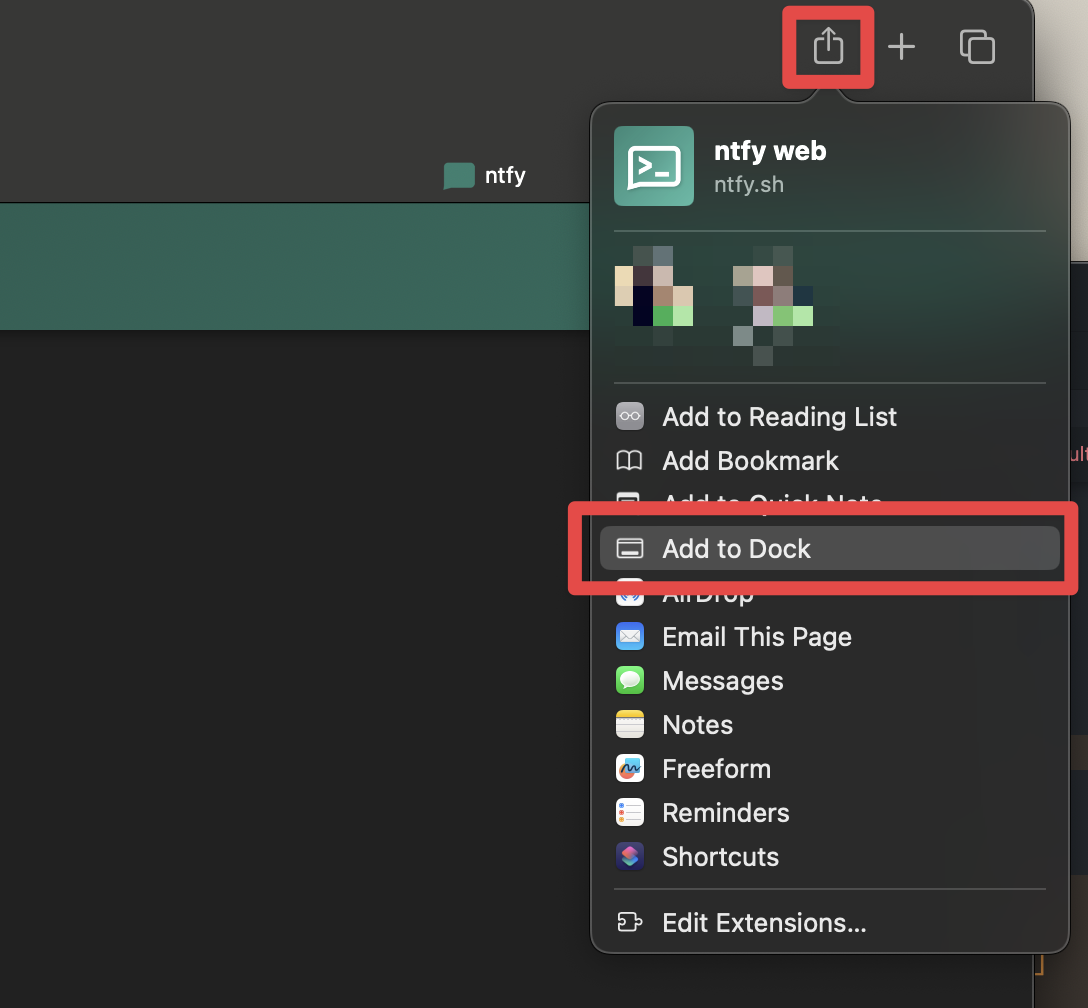 ntfy
ntfy web
ntfy.sh
Add to Reading List
Add Bookmark
Add to Quick Note
Add to Dock
AirDrop
Email This Page
Messages
Notes
Freeform
Reminders
Shortcuts
Edit Extensions...